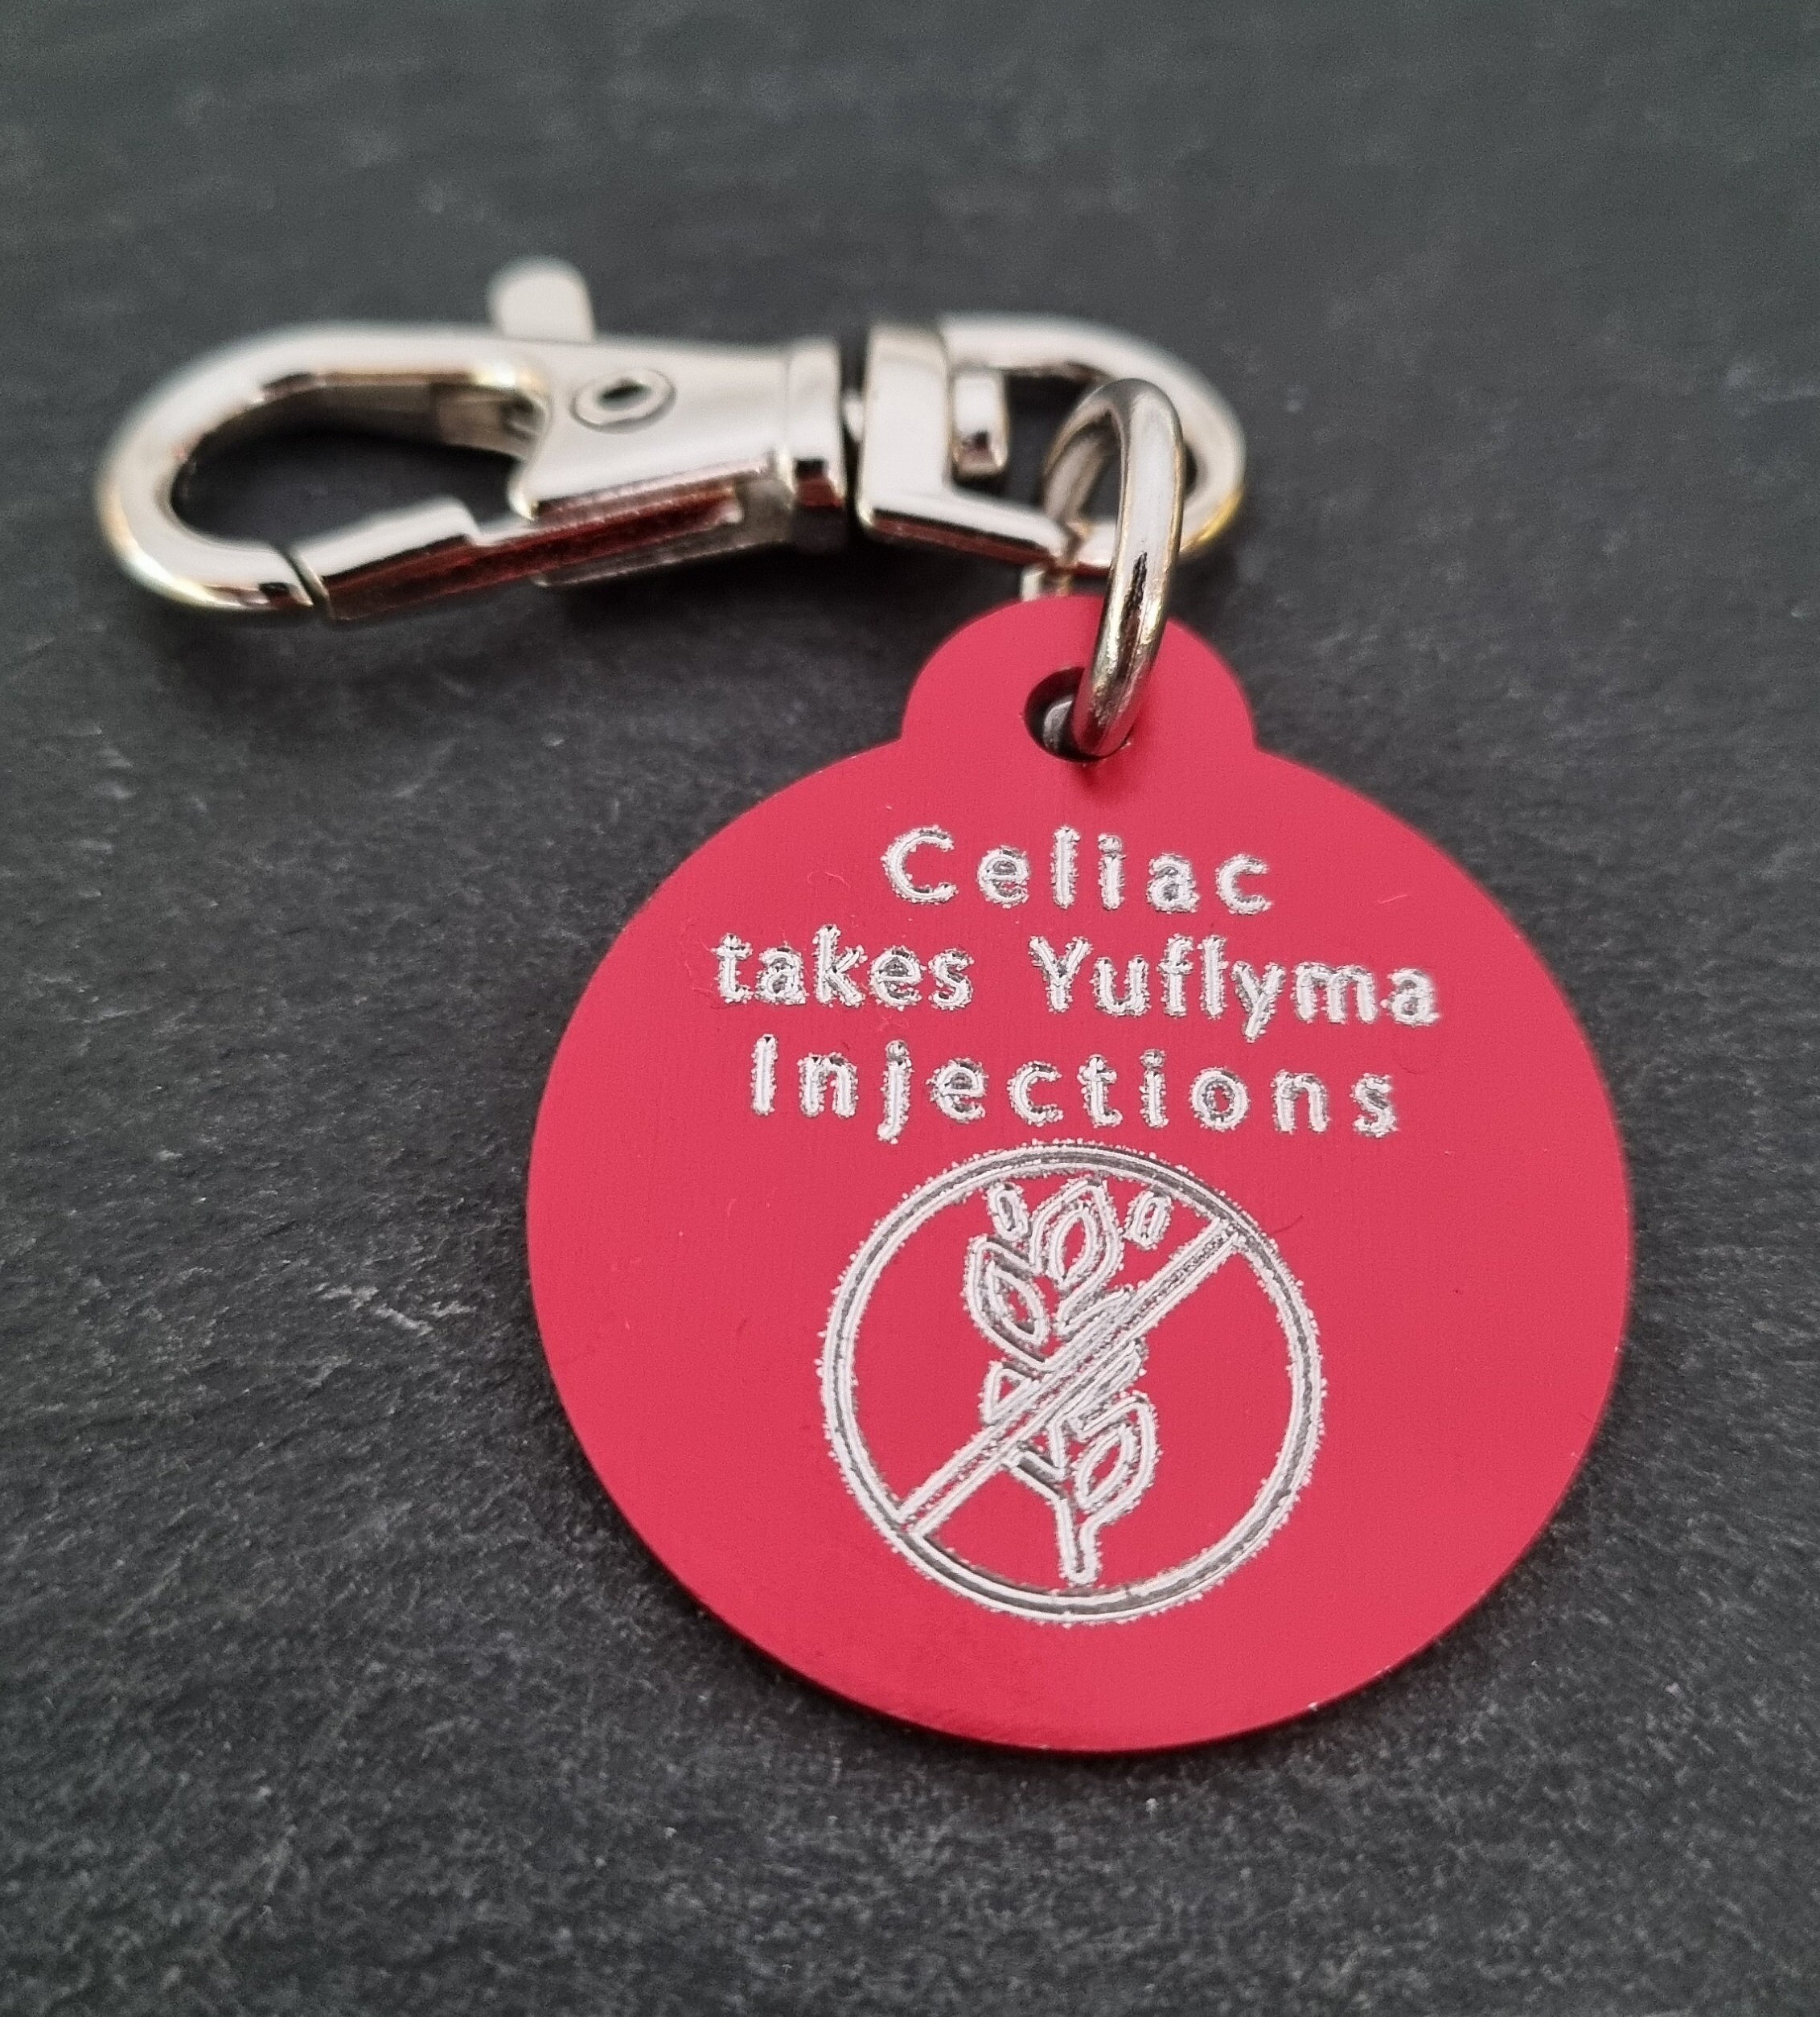 Celiac
takes Yuflyma
Injections